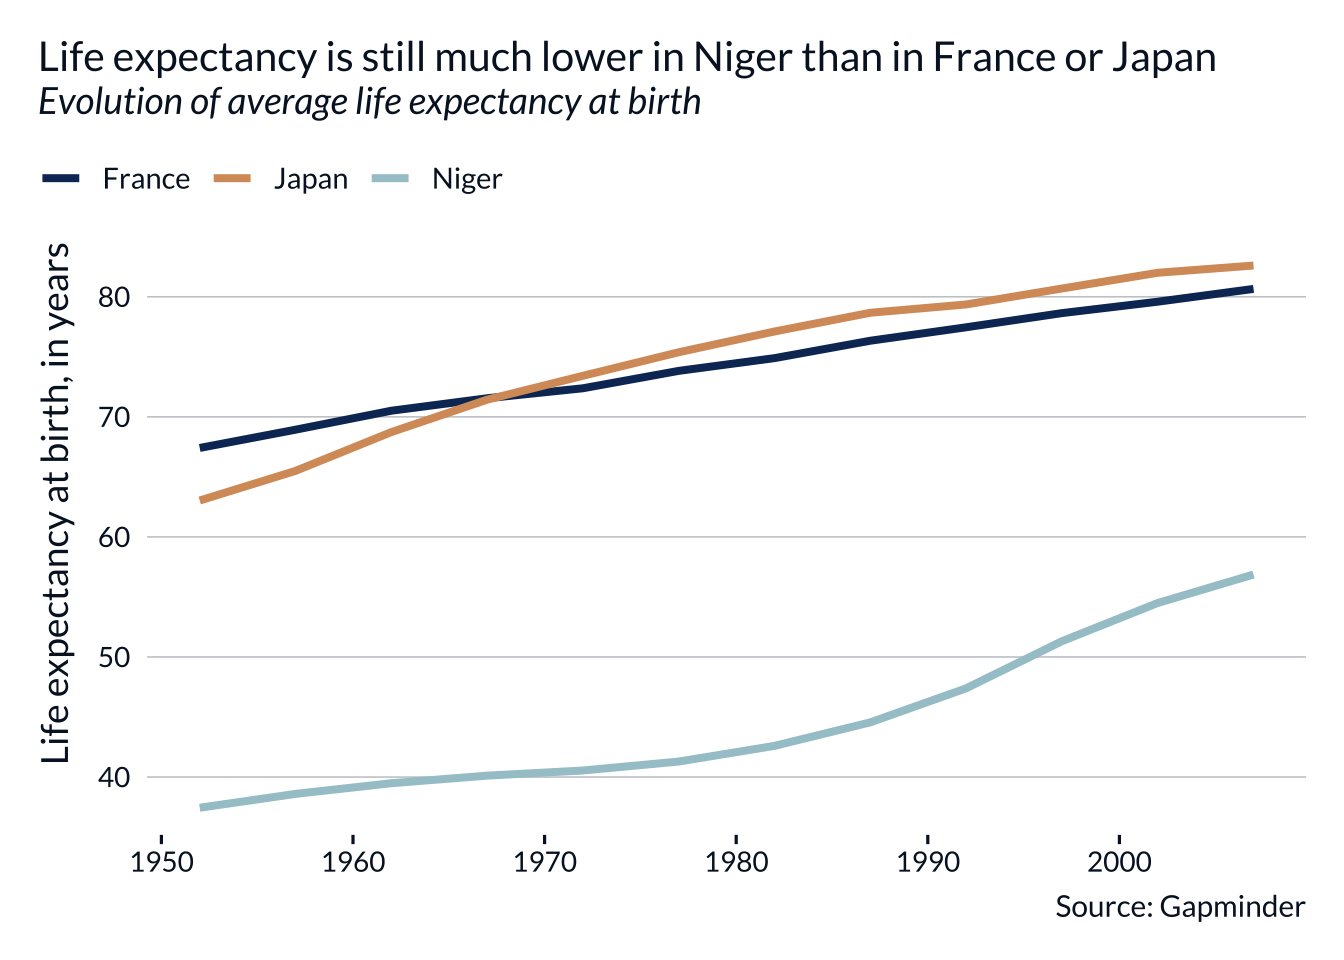 Life expectancy is still much lower in Niger than in France or Japan
Evolution of average life expectancy at birth
France Japan Niger
Life expectancy at birth, in years
80
70
60
50
40
1950 1960 1970 1980 1990 2000
Source: Gapminder